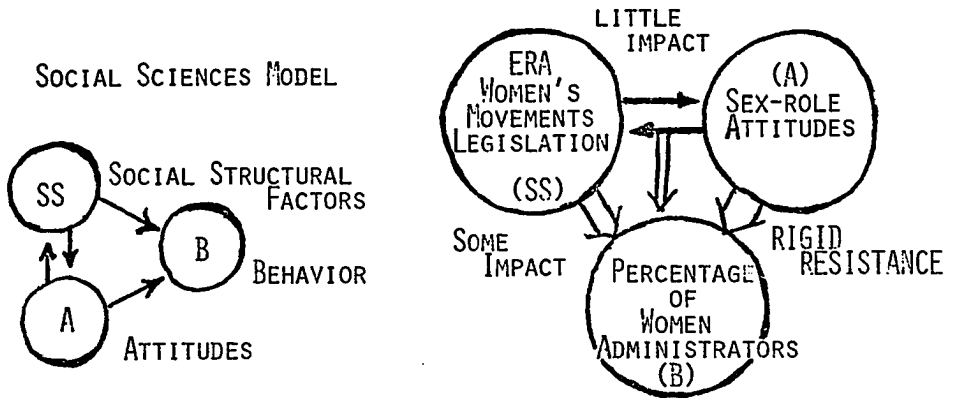 SOCIAL SCIENCES MODEL
SS
SOCIAL STRUCTURAL
FACTORS
B
BEHAVIOR
A
ATTITUDES
LITTLE
IMPACT
ERA
WOMEN'S
MOVEMENTS
LEGISLATION
(SS)
(A)
SEX-ROLE
ATTITUDES
SOME
IMPACT
RIGID
RESISTANCE
PERCENTAGE
OF
WOMEN
ADMINISTRATORS
(B)